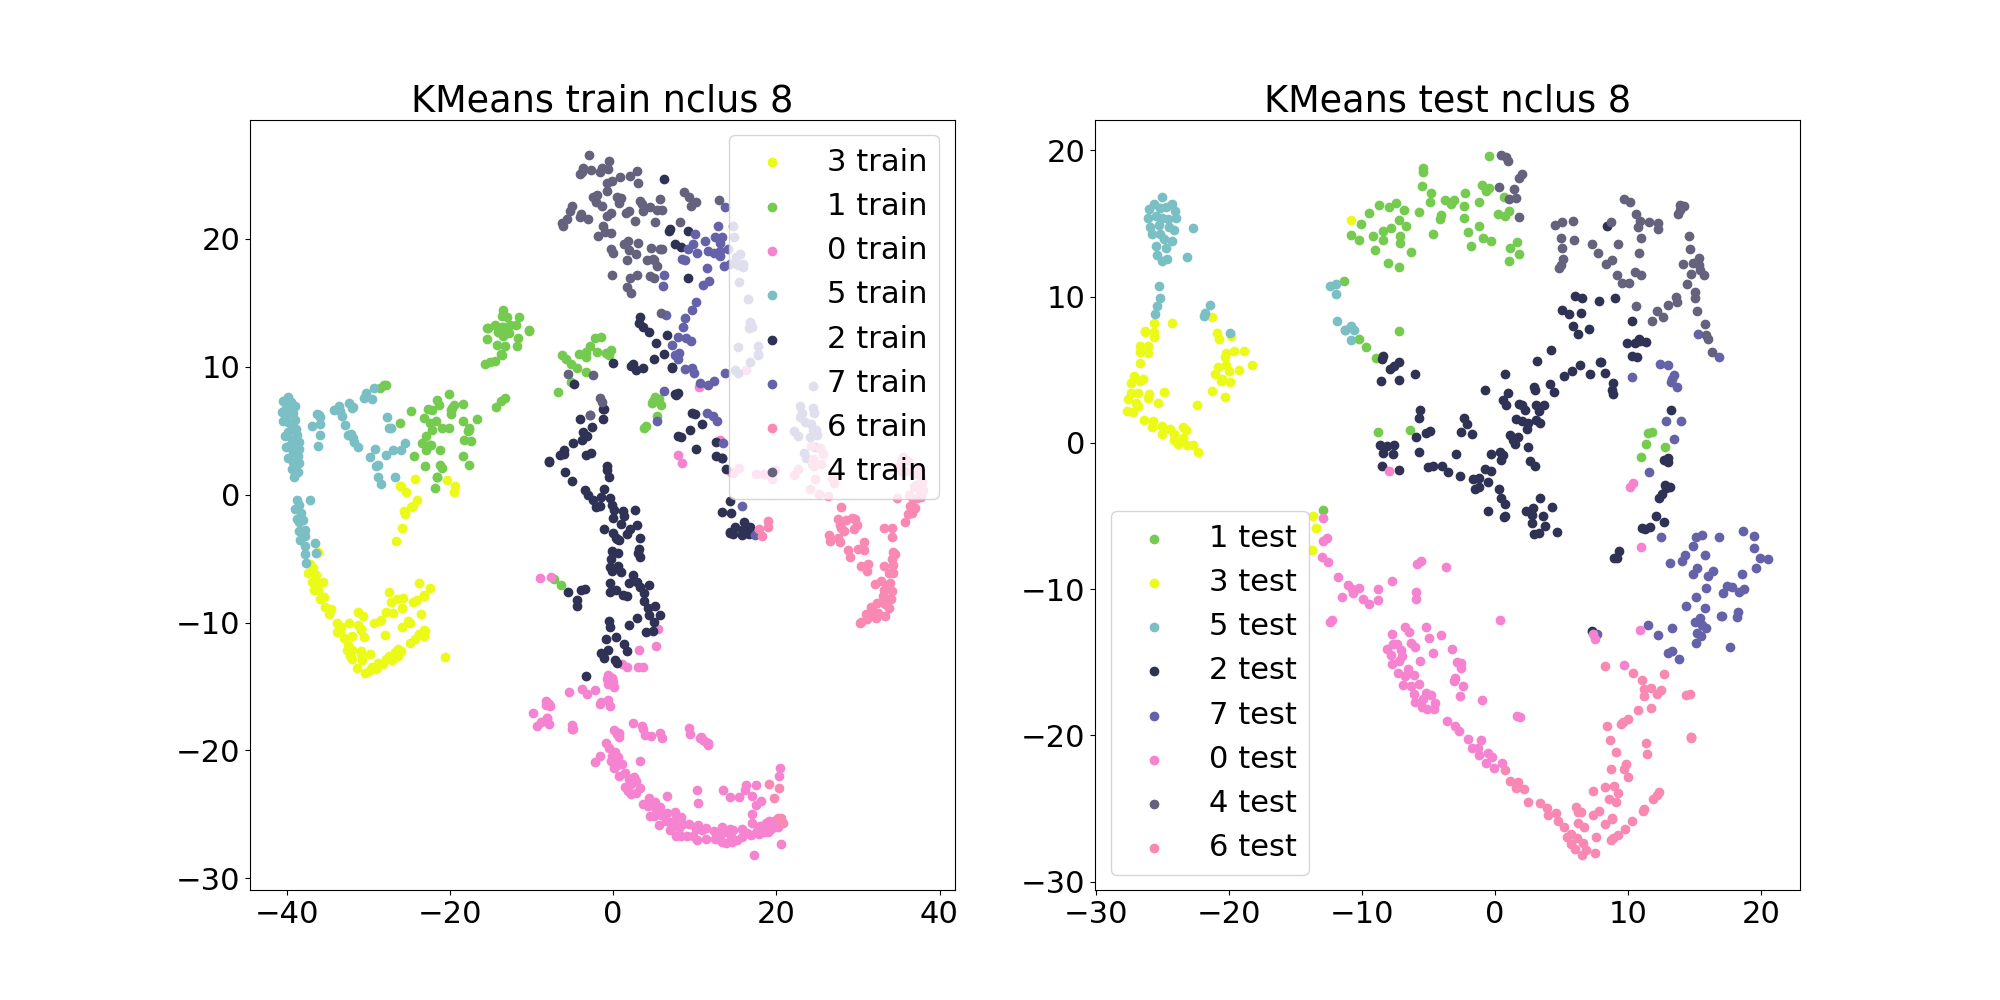 KMeans train nclus 8
20
10
0
−10
−20
−30
−40
−20
0
20
40
3 train
1 train
0 train
5 train
2 train
7 train
6 train
4 train
KMeans test nclus 8
20
10
0
−10
−20
−30
−30
−20
−10
0
10
20
1 test
3 test
5 test
2 test
7 test
0 test
4 test
6 test